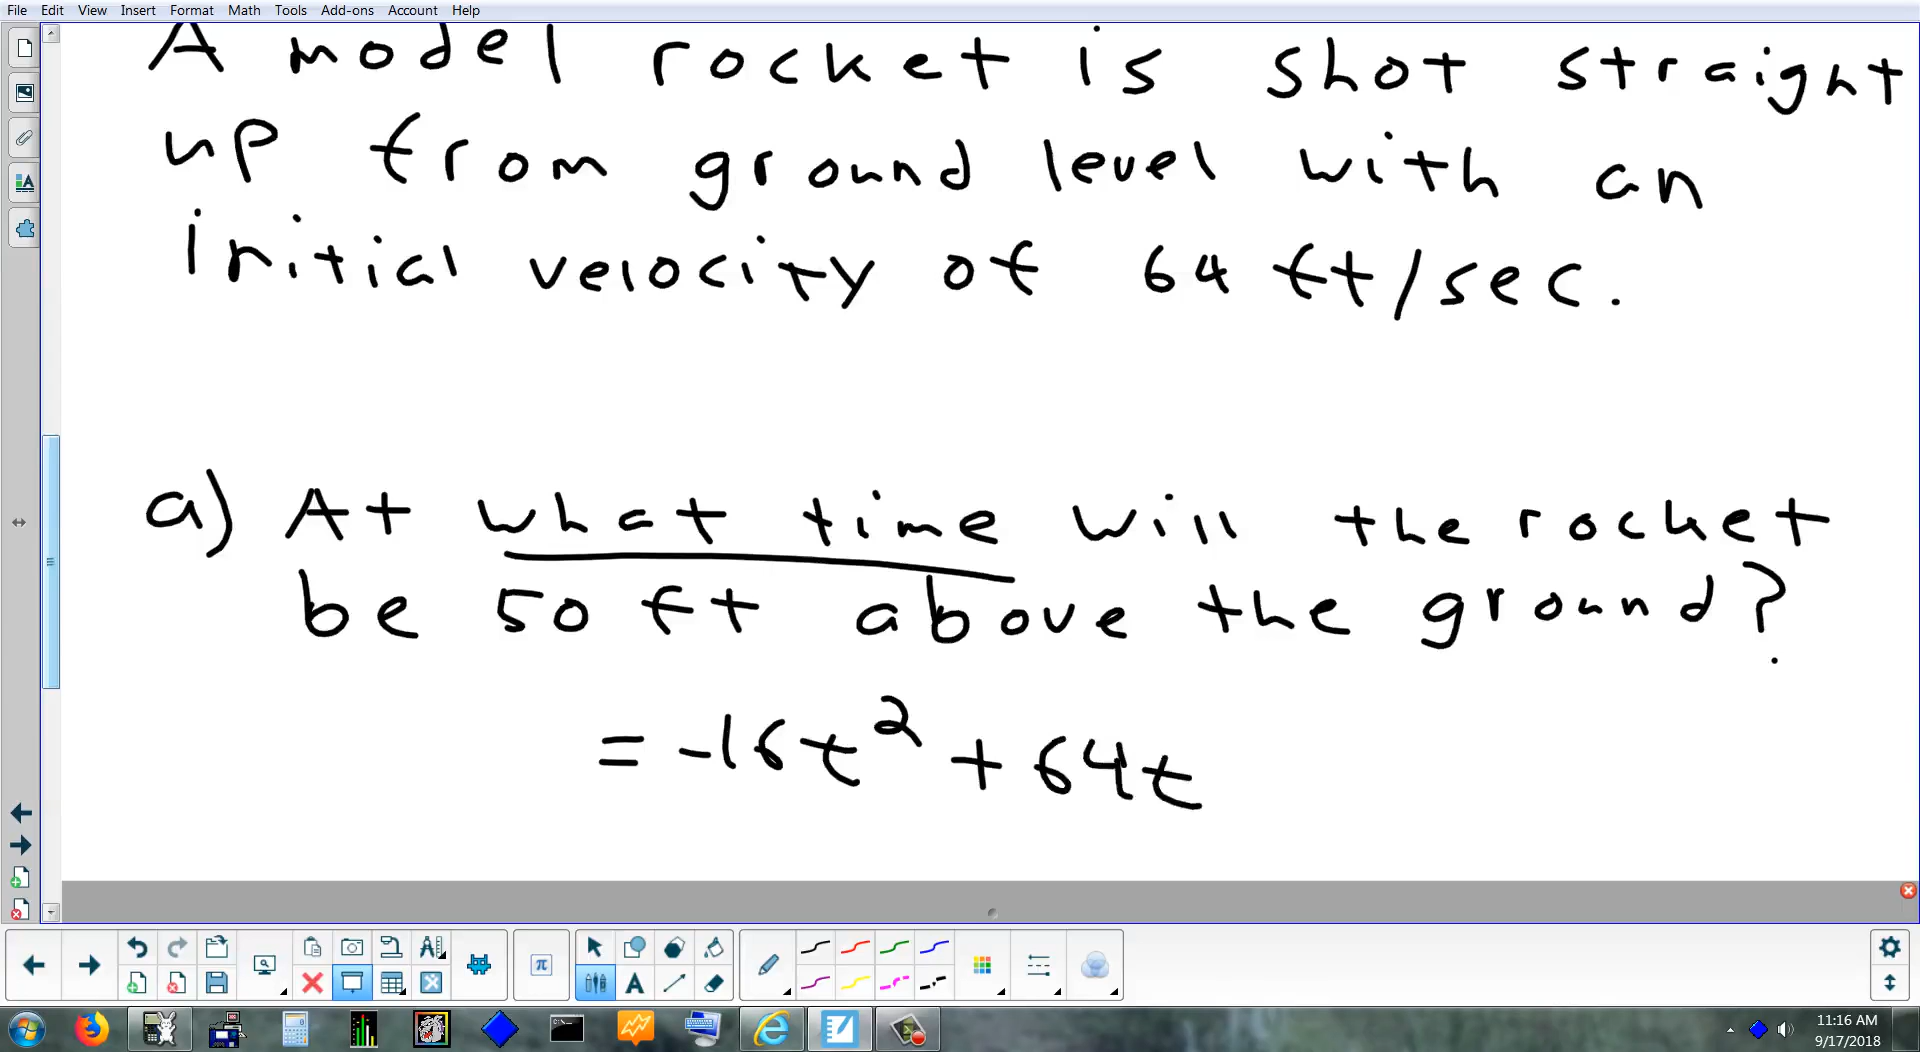 File Edit View Insert Format Math Tools Add-ons Account Help
A model rocket is shot straight
up from ground level with an
initial velocity of 64 ft/sec.
a) At what time will the rocket
be 50 ft above the ground?
= -16t² + 64t
11:16 AM
9/17/2018